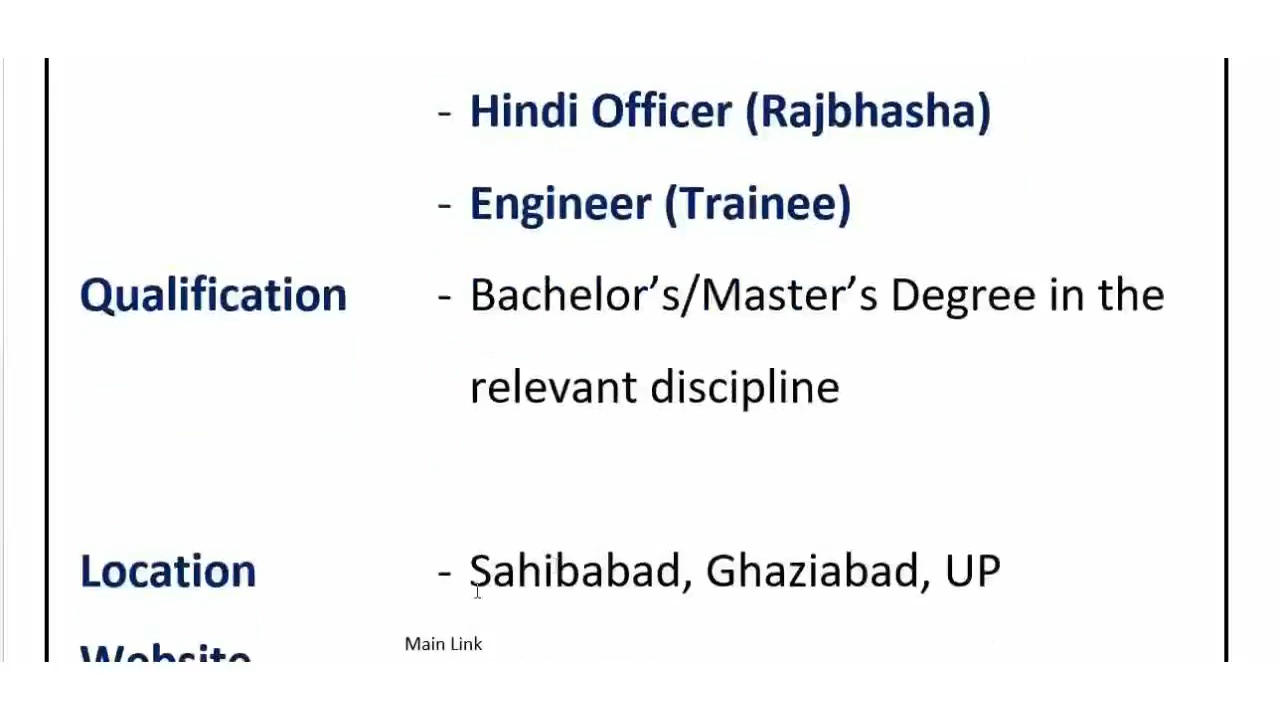 - Hindi Officer (Rajbhasha)
- Engineer (Trainee)
Qualification - Bachelor’s/Master’s Degree in the
relevant discipline
Location - Sahibabad, Ghaziabad, UP
Website
Main Link